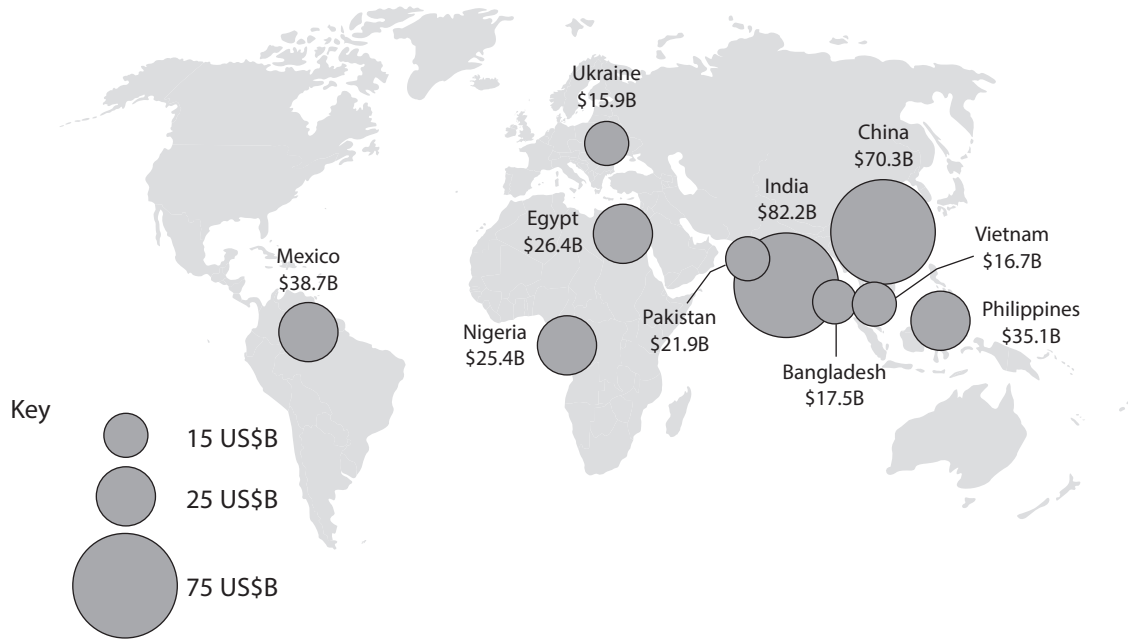 Ukraine
$15.9B
China
$70.3B
India
$82.2B
Egypt
$26.4B
Vietnam
$16.7B
Mexico
$38.7B
Pakistan
$21.9B
Philippines
$35.1B
Nigeria
$25.4B
Bangladesh
$17.5B
Key
15 US$B
25 US$B
75 US$B